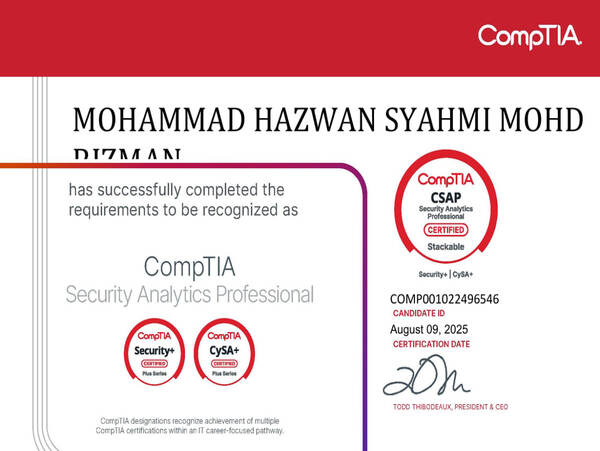 CompTIA.
MOHAMMAD HAZWAN SYAHMI MOHD
RIZMAN
has successfully completed the
requirements to be recognized as
CompTIA
Security Analytics Professional
CompTIA
Security+
CERTIFIED
Plus Series
CompTIA
CySA+
CERTIFIED
Plus Series
CompTIA designations recognize achievement of multiple
CompTIA certifications within an IT career-focused pathway.
CompTIA
CSAP
Security Analytics
Professional
CERTIFIED
Stackable
Security+ | CySA+
COMP001022496546
CANDIDATE ID
August 09, 2025
CERTIFICATION DATE
TODD THIBODEAUX, PRESIDENT & CEO